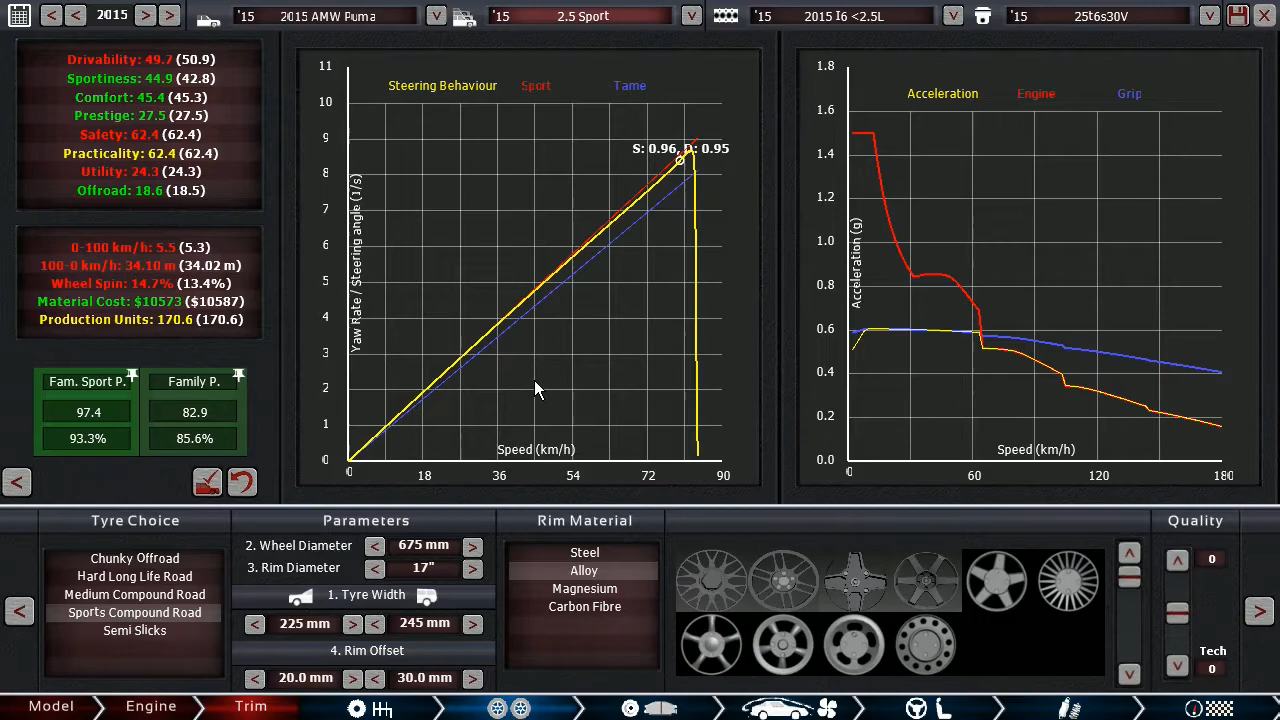 2015
'15 2015 AMW Puma
'15 2.5 Sport
'15 2015 I6 <2.5L
'15 25t6s30V
Drivability: 49.7 (50.9)
Sportiness: 44.9 (42.8)
Comfort: 45.4 (45.3)
Prestige: 27.5 (27.5)
Safety: 62.4 (62.4)
Practicality: 62.4 (62.4)
Utility: 24.3 (24.3)
Offroad: 18.6 (18.5)
0-100 km/h: 5.5 (5.3)
100-0 km/h: 34.10 m (34.02 m)
Wheel Spin: 14.7% (13.4%)
Material Cost: $10573 ($10587)
Production Units: 170.6 (170.6)
Fam. Sport P. Family P.
97.4 82.9
93.3% 85.6%
Steering Behaviour Sport Tame
S: 0.96, D: 0.95
11
10
9
8
7
6
5
4
3
2
1
0
Yaw Rate / Steering angle (1/s)
Speed (km/h)
0 18 36 54 72 90
Acceleration Engine Grip
1.8
1.6
1.4
1.2
1.0
0.8
0.6
0.4
0.2
0.0
Acceleration (g)
Speed (km/h)
0 60 120 180
Tyre Choice
Chunky Offroad
Hard Long Life Road
Medium Compound Road
Sports Compound Road
Semi Slicks
Parameters
2. Wheel Diameter < 675 mm >
3. Rim Diameter < 17" >
1. Tyre Width
< 225 mm > < 245 mm >
4. Rim Offset
< 20.0 mm > < 30.0 mm >
Rim Material
Steel
Alloy
Magnesium
Carbon Fibre
Quality
0
Tech
0
Model Engine Trim